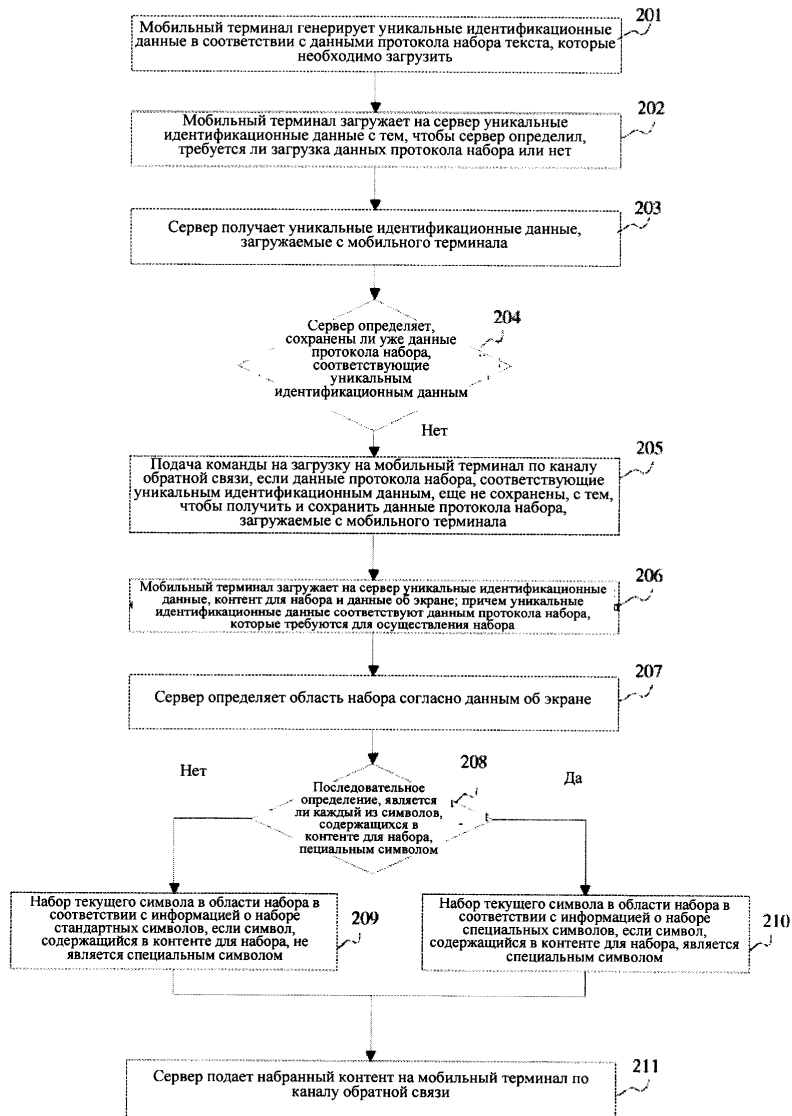 201
Мобильный терминал генерирует уникальные идентификационные
данные в соответствии с данными протокола набора текста, которые
необходимо загрузить
202
Мобильный терминал загружает на сервер уникальные
идентификационные данные с тем, чтобы сервер определил,
требуется ли загрузка данных протокола набора или нет
203
Сервер получает уникальные идентификационные данные,
загружаемые с мобильного терминала
204
Сервер определяет,
сохранены ли уже данные
протокола набора,
соответствующие
уникальным
идентификационным данным
Нет
205
Подача команды на загрузку на мобильный терминал по каналу
обратной связи, если данные протокола набора, соответствующие
уникальным идентификационным данным, еще не сохранены, с тем,
чтобы получить и сохранить данные протокола набора,
загружаемые с мобильного терминала
206
Мобильный терминал загружает на сервер уникальные идентификационные
данные, контент для набора и данные об экране; причем уникальные
идентификационные данные соответствуют данным протокола набора,
которые требуются для осуществления набора
207
Сервер определяет область набора согласно данным об экране
208
Нет
Да
Последовательное
определение, является
ли каждый из символов,
содержащихся в
контенте для набора,
пециальным символом
Набор текущего символа в области набора в
соответствии с информацией о наборе
стандартных символов, если символ,
содержащийся в контенте для набора, не
является специальным символом
209
Набор текущего символа в области набора в
соответствии с информацией о наборе
специальных символов, если символ,
содержащийся в контенте для набора, является
специальным символом
210
211
Сервер подает набранный контент на мобильный терминал по
каналу обратной связи